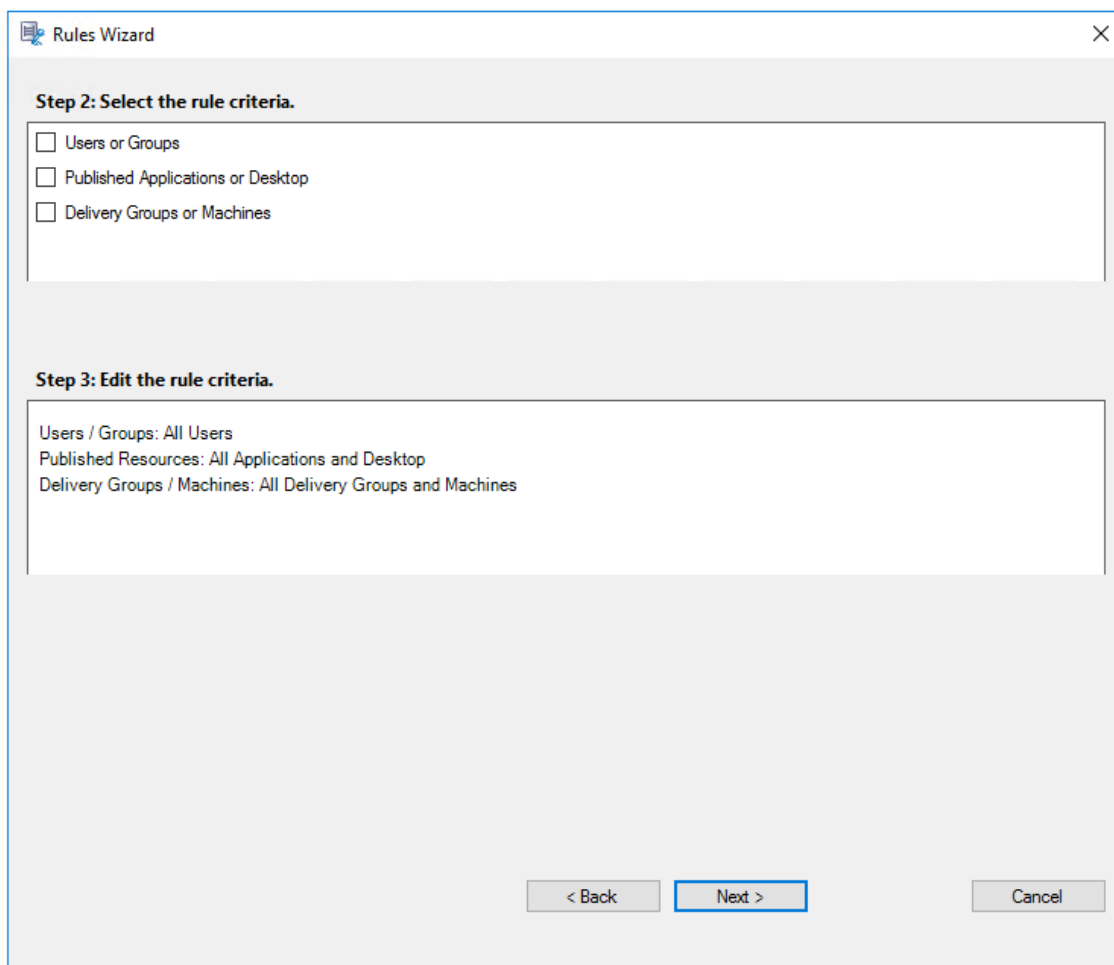 Rules Wizard
Step 2: Select the rule criteria.
Users or Groups
Published Applications or Desktop
Delivery Groups or Machines
Step 3: Edit the rule criteria.
Users / Groups: All Users
Published Resources: All Applications and Desktop
Delivery Groups / Machines: All Delivery Groups and Machines
< Back Next > Cancel